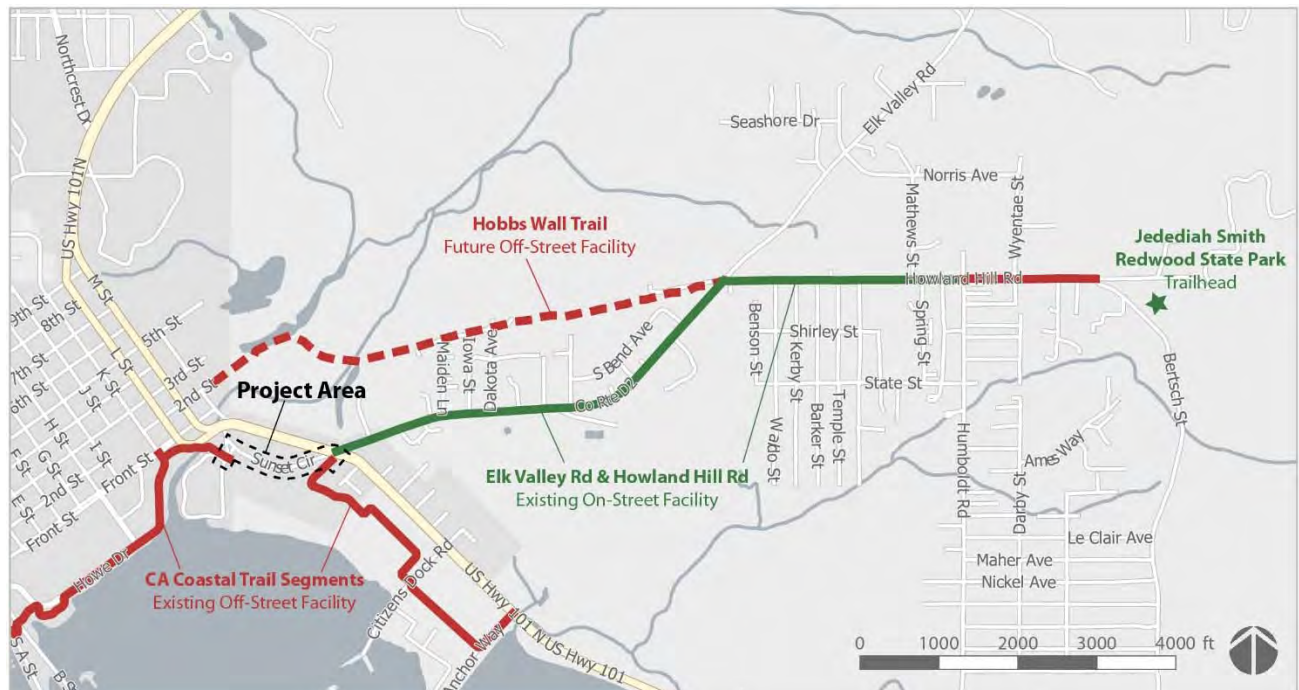 Northcrest Dr
US Hwy 101N
Elk Valley Rd
Seashore Dr
Norris Ave
Mathews St
Wyentae St
Hobbs Wall Trail
Future Off-Street Facility
Jedediah Smith
Redwood State Park
Trailhead
Howland Hill Rd
M St
L St
9th St
8th St
7th St
6th St
5th St
3rd St
2nd St
K St
J St
I St
H St
G St
F St
E St
Project Area
Maiden Ln
Iowa St
Dakota Ave
S Bend Ave
Co Rte D2
Benson St
Shirley St
S Kerby St
Spring St
State St
Bertsch St
Wado St
Barker St
Temple St
Humboldt Rd
Darby St
Ames Way
Sunset Cir
Front St
2nd St
Front St
Elk Valley Rd & Howland Hill Rd
Existing On-Street Facility
CA Coastal Trail Segments
Existing Off-Street Facility
Howe Dr
Citizens Dock Rd
US Hwy 101 N
US Hwy 101
Anchor Way
Le Clair Ave
Maher Ave
Nickel Ave
S A St
0 1000 2000 3000 4000 ft